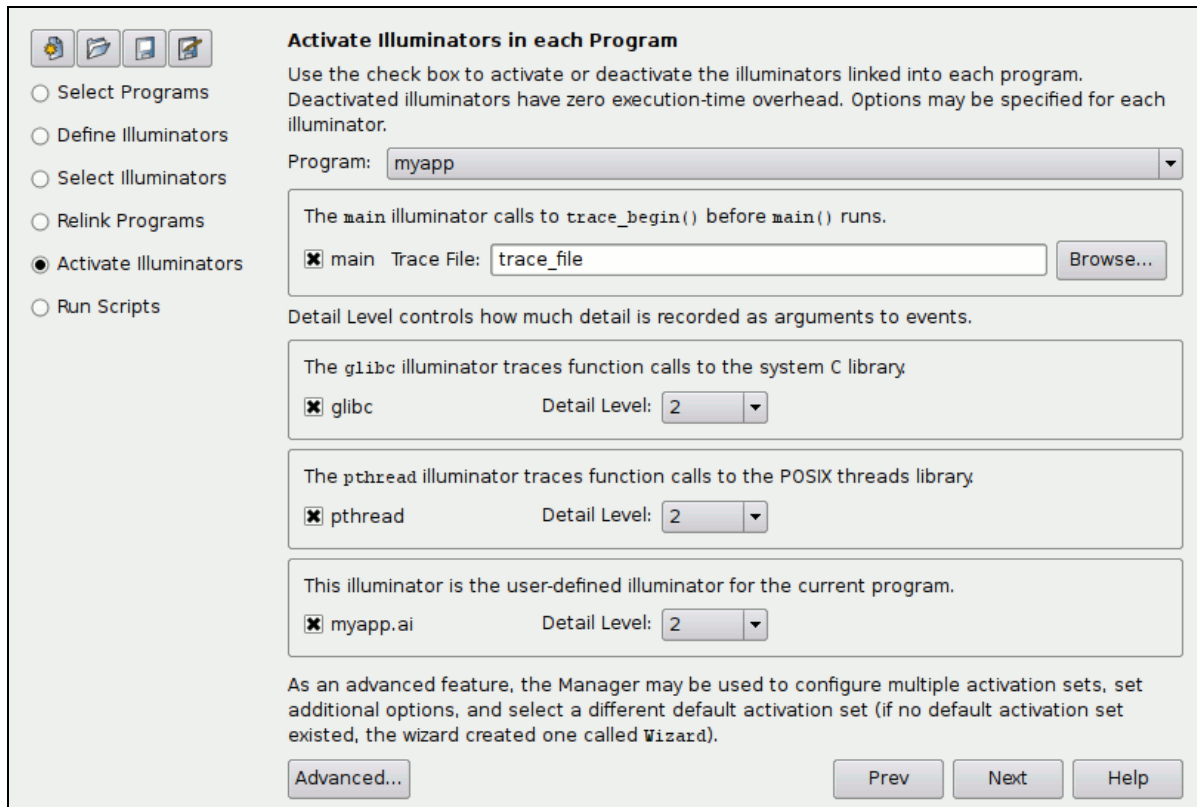 Activate Illuminators in each Program
Use the check box to activate or deactivate the illuminators linked into each program.
Deactivated illuminators have zero execution-time overhead. Options may be specified for each
illuminator.
Select Programs
Define Illuminators
Select Illuminators
Relink Programs
Activate Illuminators
Run Scripts
Program: myapp
The main illuminator calls to trace_begin() before main() runs.
main Trace File: trace_file Browse...
Detail Level controls how much detail is recorded as arguments to events.
The glibc illuminator traces function calls to the system C library.
glibc Detail Level: 2
The pthread illuminator traces function calls to the POSIX threads library.
pthread Detail Level: 2
This illuminator is the user-defined illuminator for the current program.
myapp.ai Detail Level: 2
As an advanced feature, the Manager may be used to configure multiple activation sets, set
additional options, and select a different default activation set (if no default activation set
existed, the wizard created one called Wizard).
Advanced... Prev Next Help